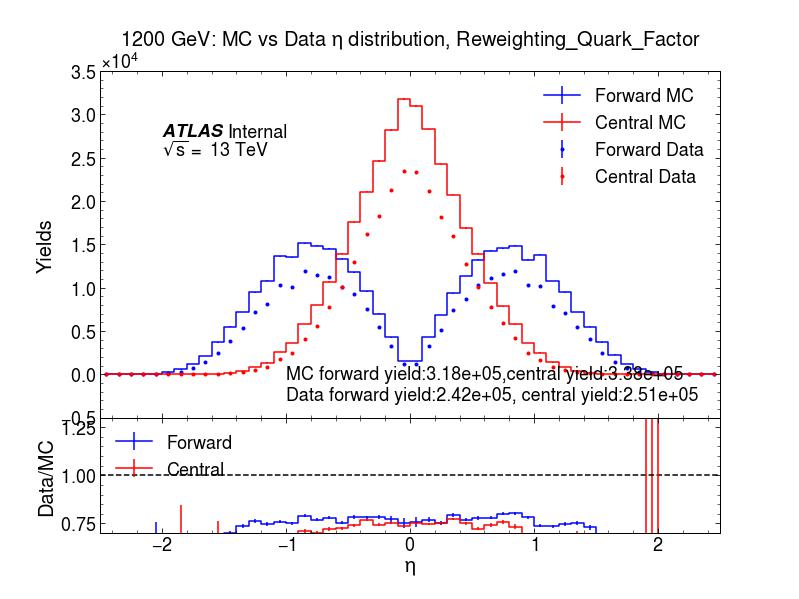 1200 GeV: MC vs Data η distribution, Reweighting_Quark_Factor
×10⁴
3.5
3.0
2.5
2.0
1.5
1.0
0.5
0.0
0.5
Yields
ATLAS Internal
√s = 13 TeV
Forward MC
Central MC
Forward Data
Central Data
MC forward yield:3.18e+05,central yield:3.33e+05
Data forward yield:2.42e+05, central yield:2.51e+05
1.25
1.00
0.75
Data/MC
Forward
Central
−2 −1 0 1 2
η